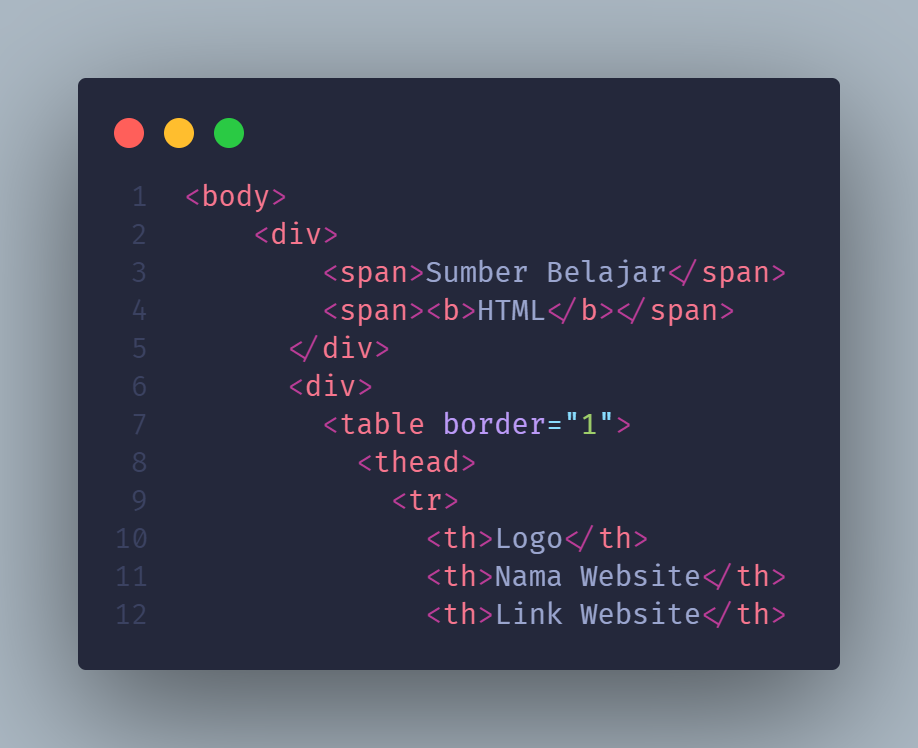 1 <body>
2     <div>
3         <span>Sumber Belajar</span>
4         <span><b>HTML</b></span>
5       </div>
6       <div>
7         <table border="1">
8           <thead>
9             <tr>
10               <th>Logo</th>
11               <th>Nama Website</th>
12               <th>Link Website</th>